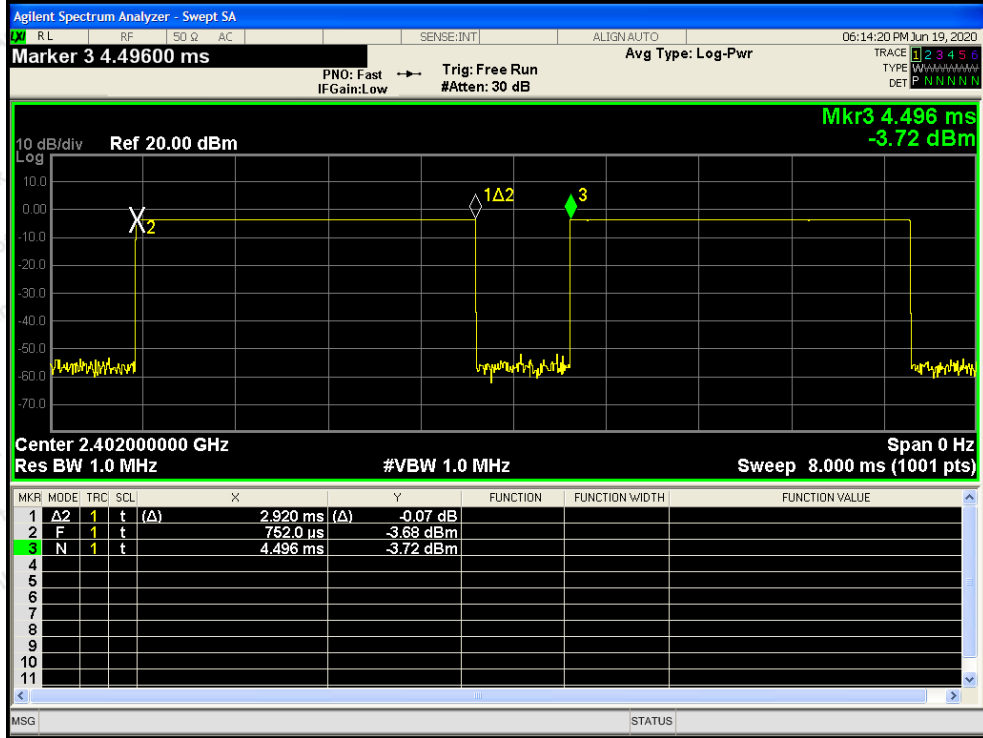 Agilent Spectrum Analyzer - Swept SA
LXI RL RF 50 Ω AC SENSE:INT ALIGN AUTO 06:14:20 PM Jun 19, 2020
Marker 3 4.49600 ms
PNO: Fast
IFGain:Low
Trig: Free Run
#Atten: 30 dB
Avg Type: Log-Pwr
TRACE 1 2 3 4 5 6
TYPE WWWWWW
DET P N N N N N
Mkr3 4.496 ms
-3.72 dBm
10 dB/div Ref 20.00 dBm
Log
10.0
0.00
-10.0
-20.0
-30.0
-40.0
-50.0
-60.0
-70.0
2
1Δ2
3
Center 2.402000000 GHz Span 0 Hz
Res BW 1.0 MHz #VBW 1.0 MHz Sweep 8.000 ms (1001 pts)
MKR MODE TRC SCL X Y FUNCTION FUNCTION WIDTH FUNCTION VALUE
1 Δ2 1 t (Δ) 2.920 ms (Δ) -0.07 dB
2 F 1 t 752.0 µs -3.68 dBm
3 N 1 t 4.496 ms -3.72 dBm
4
5
6
7
8
9
10
11
MSG STATUS